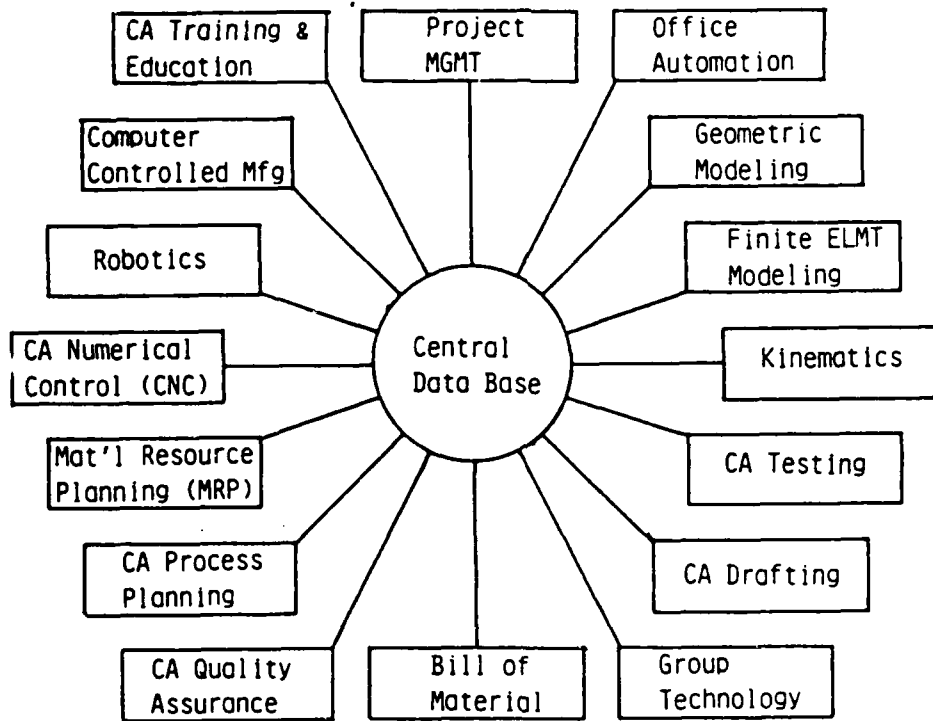 CA Training &
Education
Project
MGMT
Office
Automation
Computer
Controlled Mfg
Geometric
Modeling
Robotics
Finite ELMT
Modeling
CA Numerical
Control (CNC)
Central
Data Base
Kinematics
Mat'l Resource
Planning (MRP)
CA Testing
CA Process
Planning
CA Drafting
CA Quality
Assurance
Bill of
Material
Group
Technology